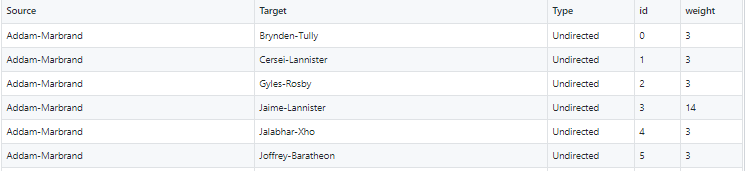 Source Target Type id weight
Addam-Marbrand Brynden-Tully Undirected 0 3
Addam-Marbrand Cersei-Lannister Undirected 1 3
Addam-Marbrand Gyles-Rosby Undirected 2 3
Addam-Marbrand Jaime-Lannister Undirected 3 14
Addam-Marbrand Jalabhar-Xho Undirected 4 3
Addam-Marbrand Joffrey-Baratheon Undirected 5 3